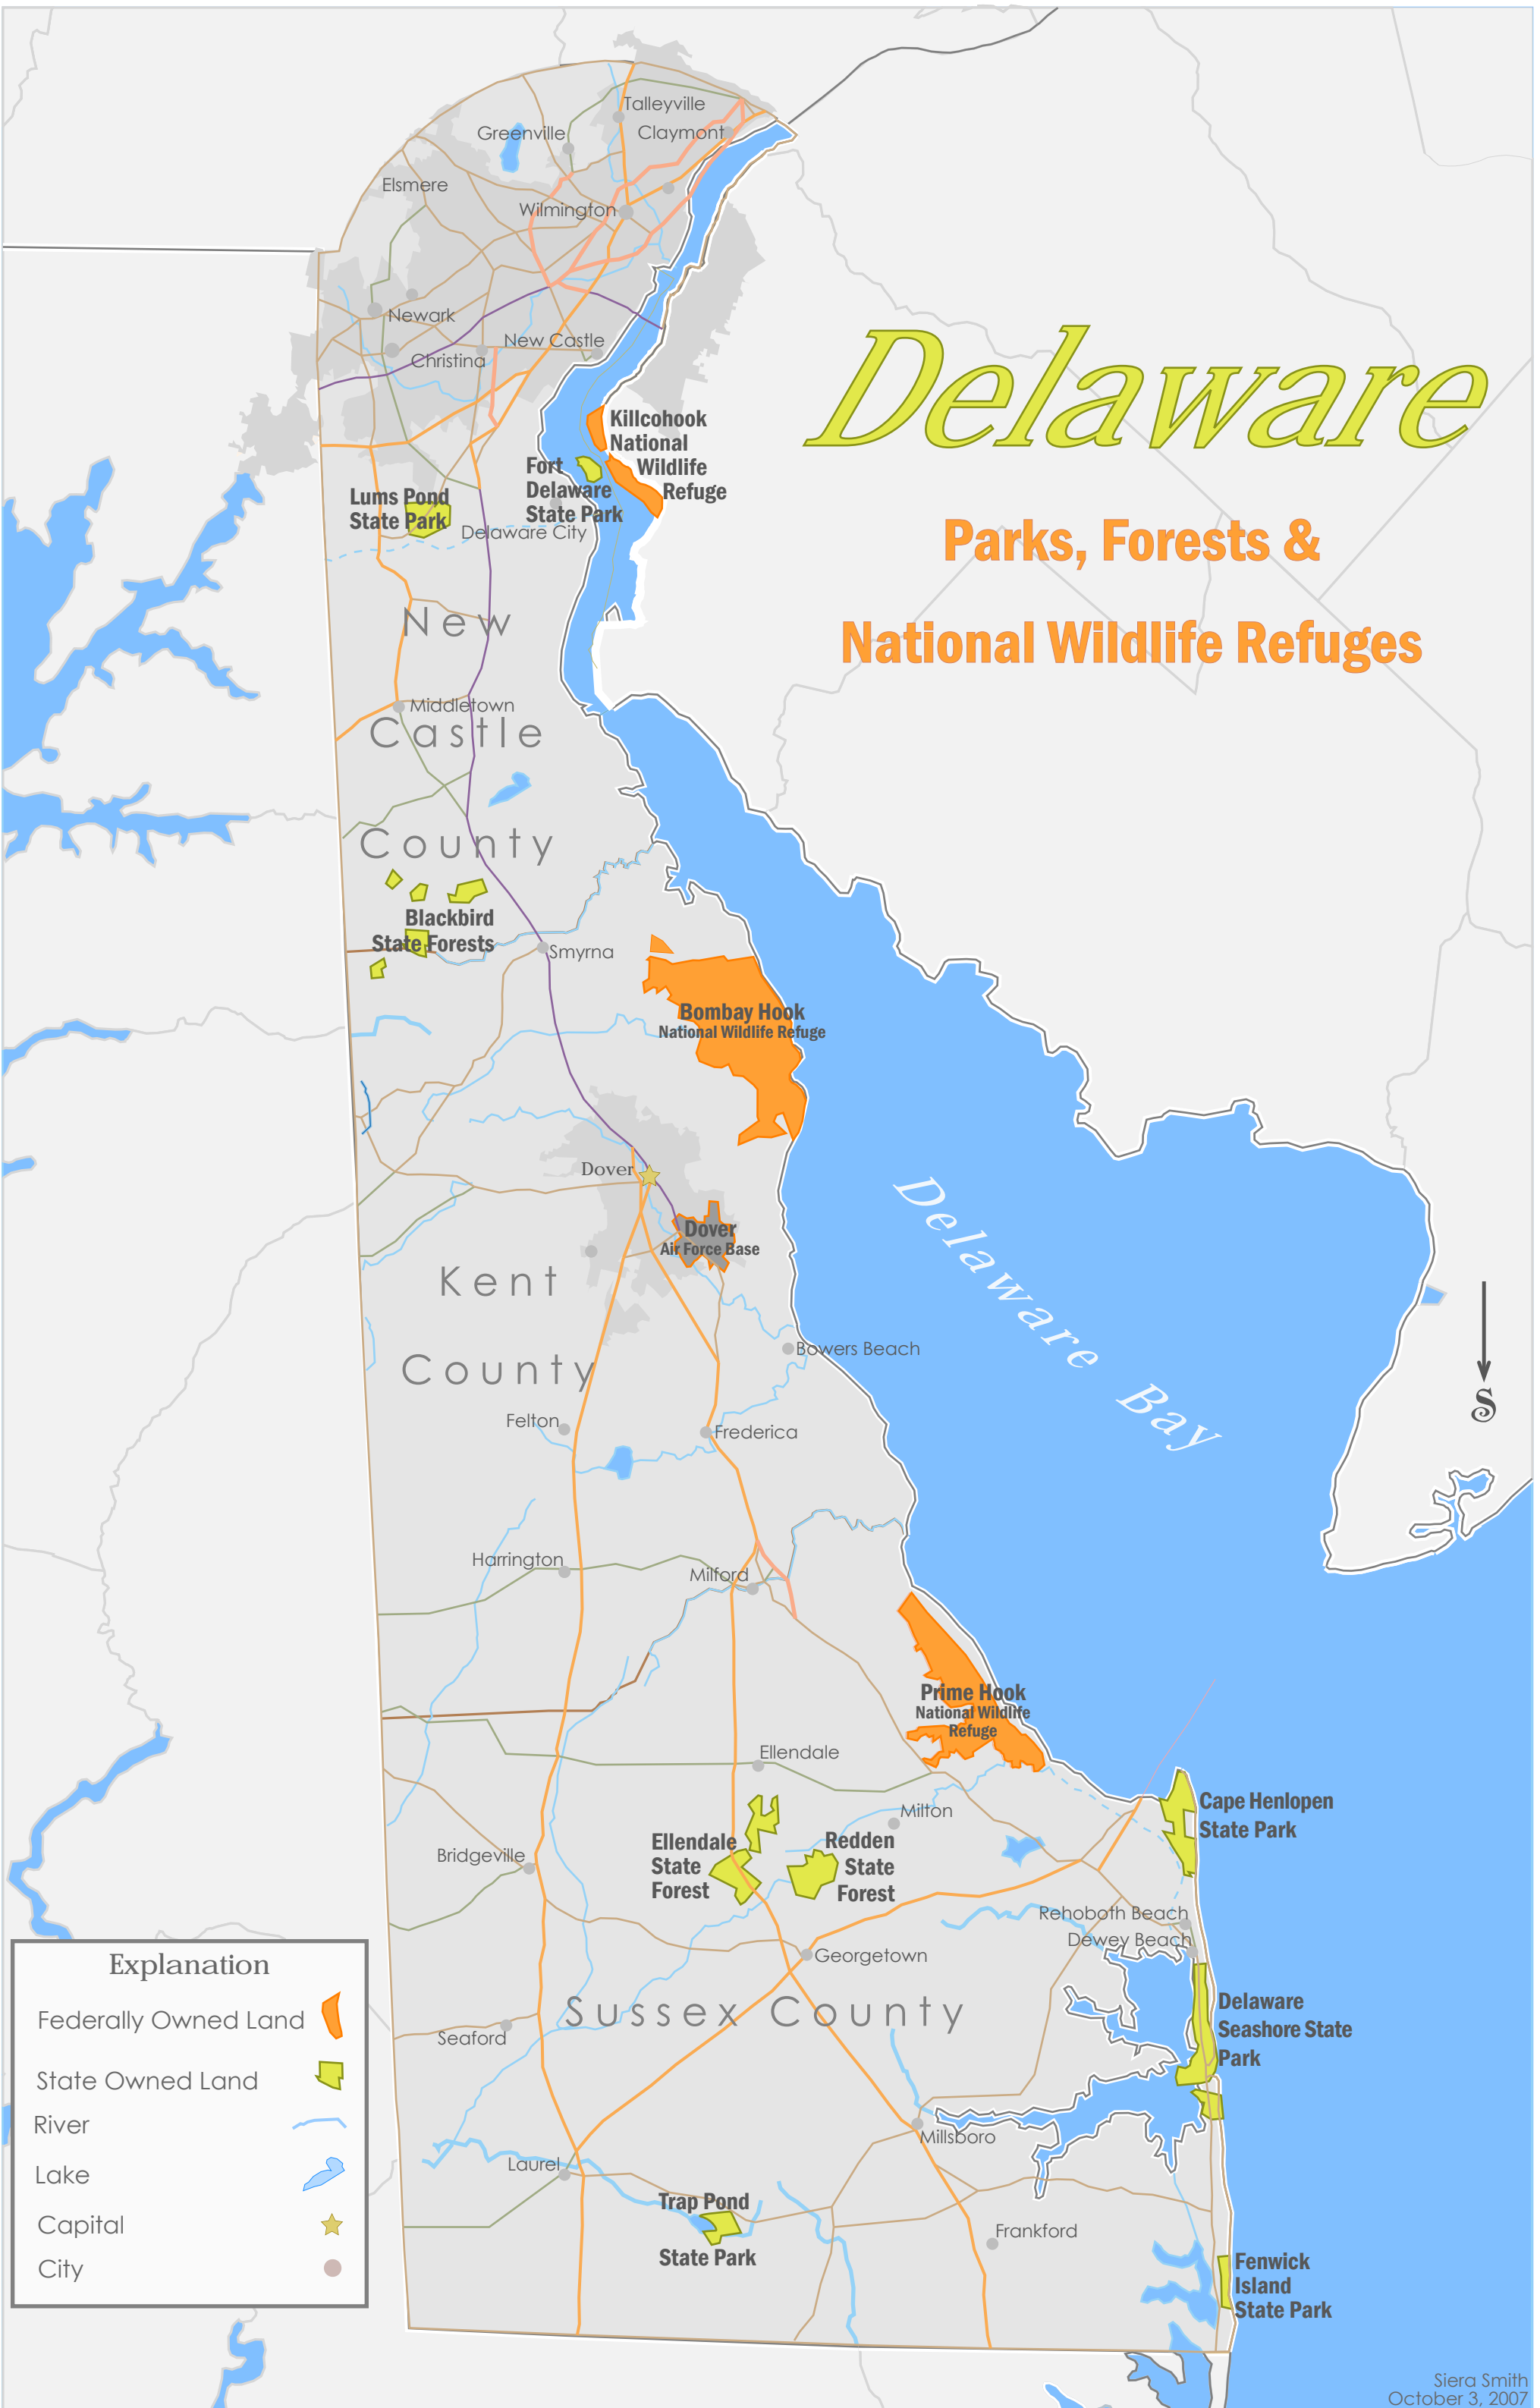 Talleyville
Greenville
Claymont
Elsmere
Wilmington
Newark
New Castle
Christina
Delaware
Killcohook
National
Wildlife
Refuge
Fort
Delaware
State Park
Lums Pond
State Park
Delaware City
Parks, Forests &
National Wildlife Refuges
New
Castle
County
Middletown
Blackbird
State Forests
Smyrna
Bombay Hook
National Wildlife Refuge
Dover
Dover
Air Force Base
Delaware Bay
Kent
County
S
Bowers Beach
Felton
Frederica
Harrington
Milford
Prime Hook
National Wildlife
Refuge
Ellendale
Milton
Cape Henlopen
State Park
Ellendale
State
Forest
Redden
State
Forest
Bridgeville
Rehoboth Beach
Dewey Beach
Georgetown
Sussex County
Seaford
Delaware
Seashore State
Park
Millsboro
Laurel
Trap Pond
State Park
Frankford
Fenwick
Island
State Park
Explanation
Federally Owned Land
State Owned Land
River
Lake
Capital
City
Siera Smith
October 3, 2007